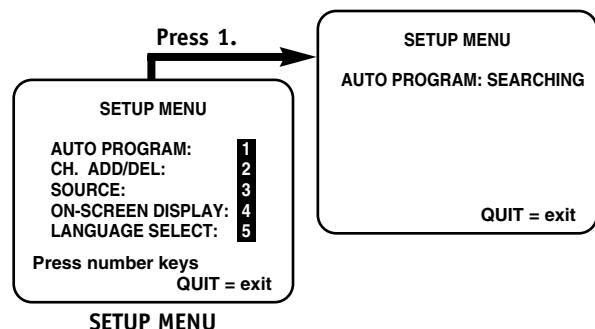 Press 1.
SETUP MENU
AUTO PROGRAM: 1
CH. ADD/DEL: 2
SOURCE: 3
ON-SCREEN DISPLAY: 4
LANGUAGE SELECT: 5
Press number keys
QUIT = exit
SETUP MENU
SETUP MENU
AUTO PROGRAM: SEARCHING
QUIT = exit